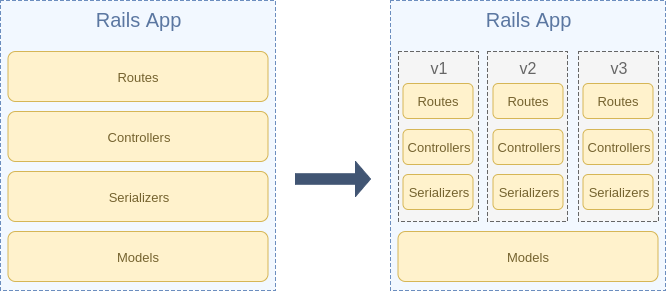 Rails App
Routes
Controllers
Serializers
Models
Rails App
v1
v2
v3
Routes
Routes
Routes
Controllers
Controllers
Controllers
Serializers
Serializers
Serializers
Models